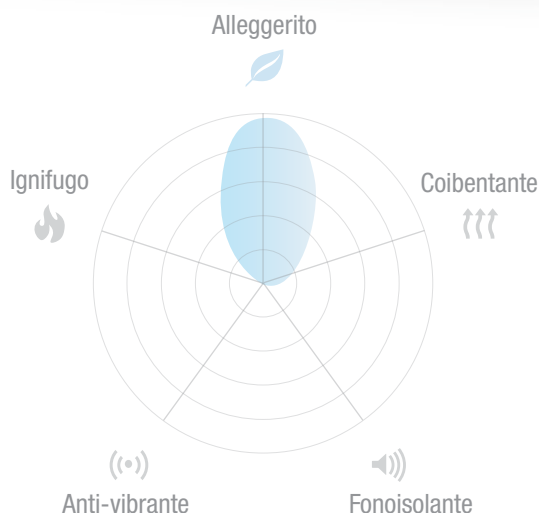 Alleggerito
Ignifugo
Coibentante
Anti-vibrante
Fonoisolante